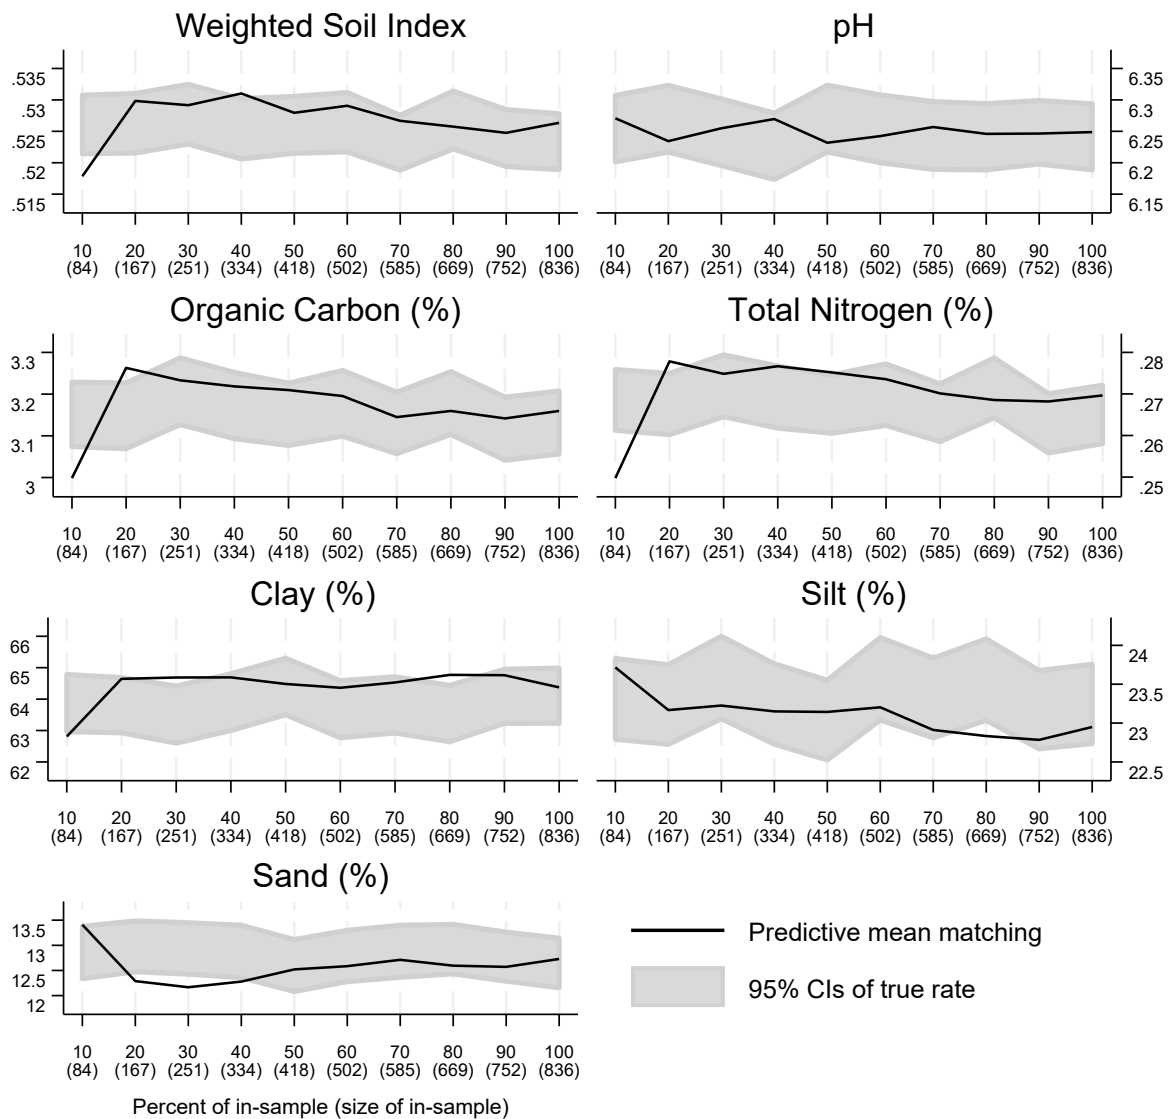 Weighted Soil Index
.535
.53
.525
.52
.515
10 20 30 40 50 60 70 80 90 100
(84) (167) (251) (334) (418) (502) (585) (669) (752) (836)
pH
6.35
6.3
6.25
6.2
6.15
10 20 30 40 50 60 70 80 90 100
(84) (167) (251) (334) (418) (502) (585) (669) (752) (836)
Organic Carbon (%)
3.3
3.2
3.1
3
10 20 30 40 50 60 70 80 90 100
(84) (167) (251) (334) (418) (502) (585) (669) (752) (836)
Total Nitrogen (%)
.28
.27
.26
.25
10 20 30 40 50 60 70 80 90 100
(84) (167) (251) (334) (418) (502) (585) (669) (752) (836)
Clay (%)
66
65
64
63
62
10 20 30 40 50 60 70 80 90 100
(84) (167) (251) (334) (418) (502) (585) (669) (752) (836)
Silt (%)
24
23.5
23
22.5
10 20 30 40 50 60 70 80 90 100
(84) (167) (251) (334) (418) (502) (585) (669) (752) (836)
Sand (%)
13.5
13
12.5
12
10 20 30 40 50 60 70 80 90 100
(84) (167) (251) (334) (418) (502) (585) (669) (752) (836)
Percent of in-sample (size of in-sample)
Predictive mean matching
95% CIs of true rate